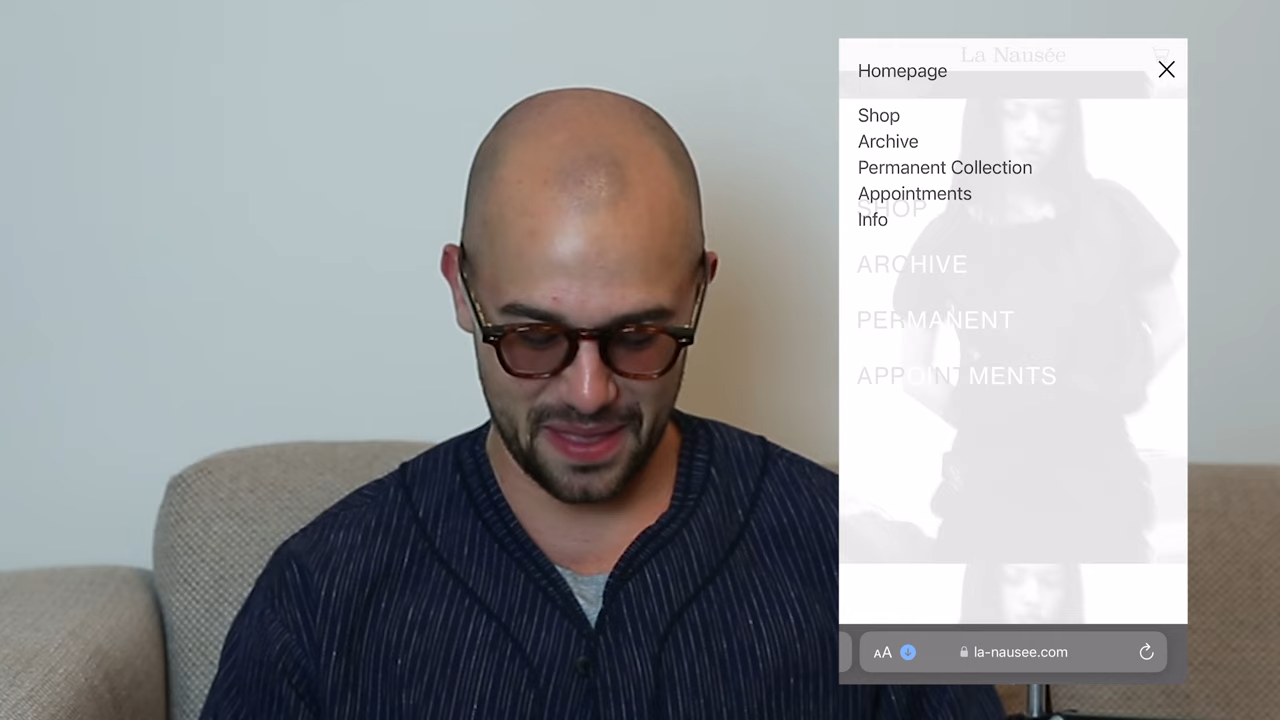 La Nausée
Homepage
Shop
Archive
Permanent Collection
Appointments
SHOP
Info
ARCHIVE
PERMANENT
APPOINTMENTS
AA
la-nausee.com